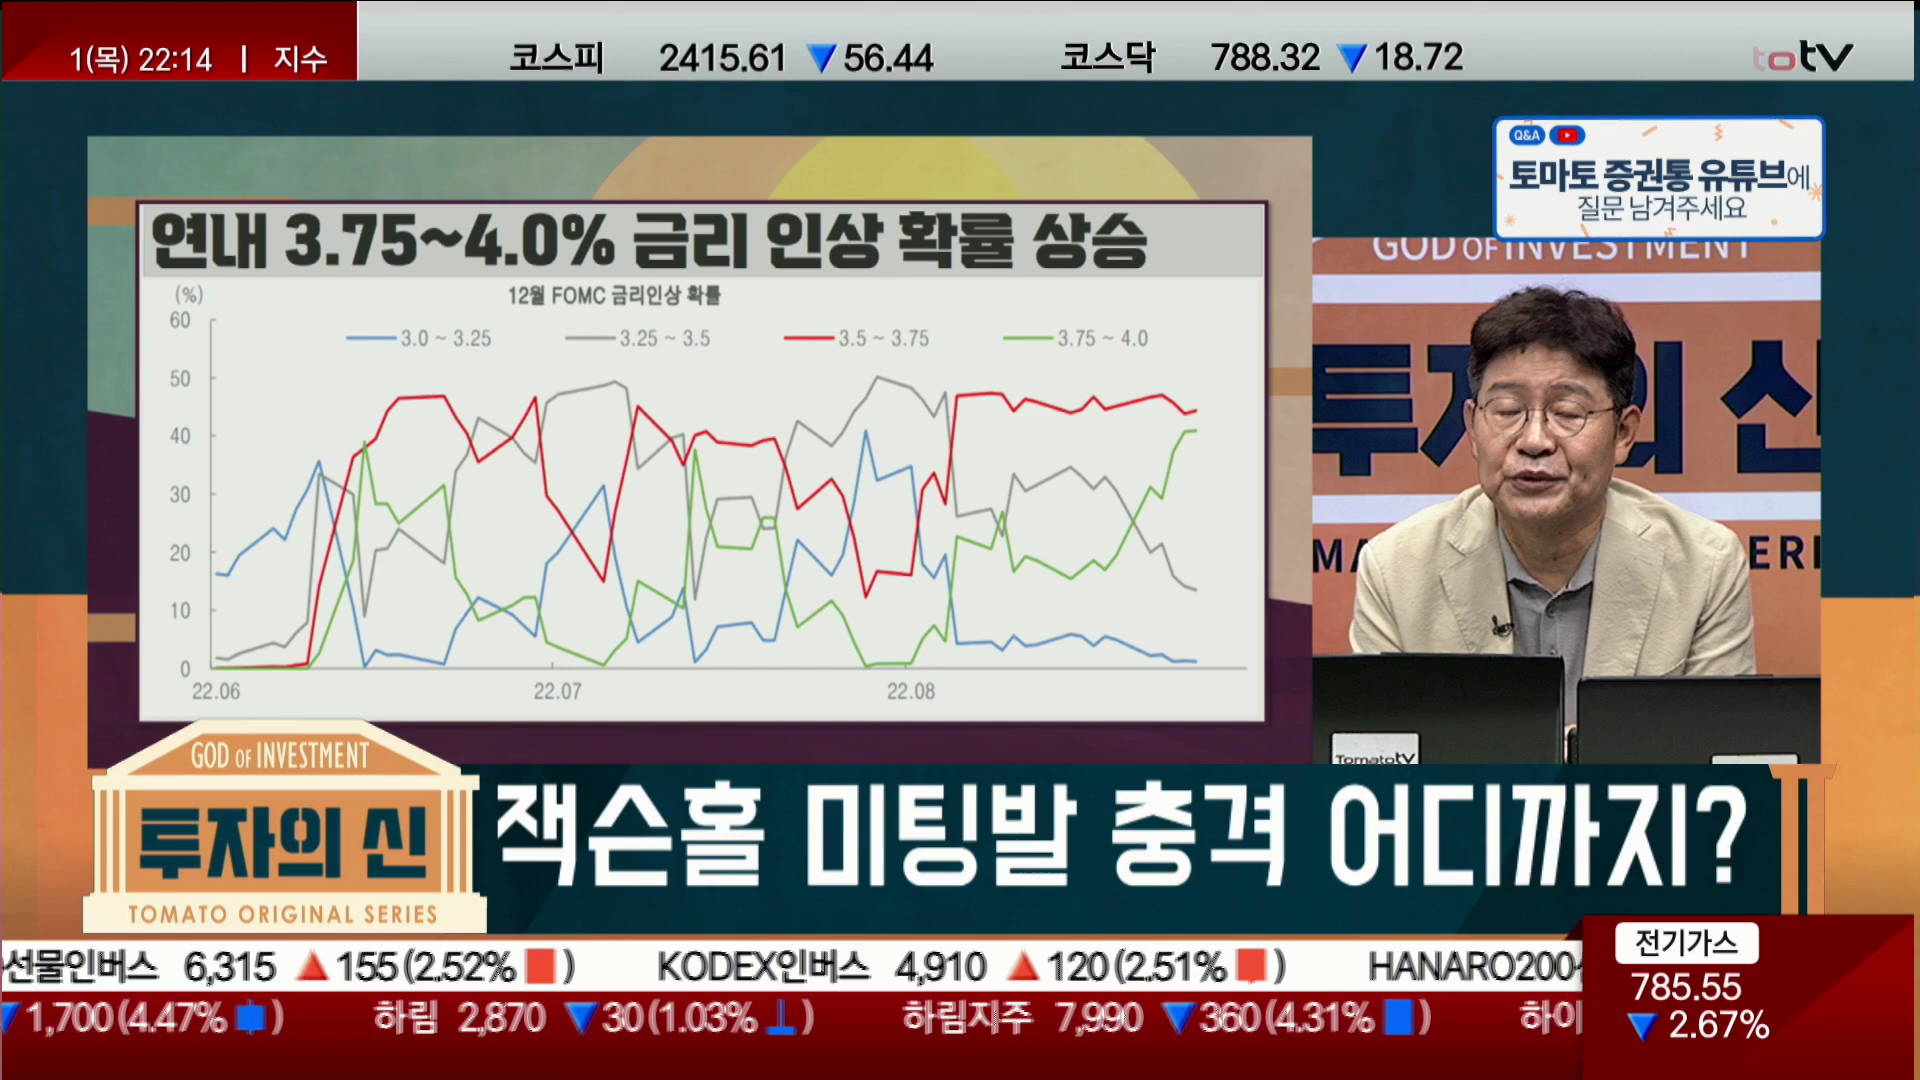 1(목) 22:14 | 지수
코스피 2415.61 ▼56.44 코스닥 788.32 ▼18.72
totv
Q&A
토마토 증권통 유튜브에
질문 남겨주세요
연내 3.75~4.0% 금리 인상 확률 상승
12월 FOMC 금리인상 확률
(%)
3.0 ~ 3.25 3.25 ~ 3.5 3.5 ~ 3.75 3.75 ~ 4.0
60
50
40
30
20
10
0
22.06 22.07 22.08
GOD OF INVESTMENT
투자의 신
Tomatotv
GOD OF INVESTMENT
투자의 신
TOMATO ORIGINAL SERIES
잭슨홀 미팅발 충격 어디까지?
선물인버스 6,315 ▲155(2.52% ) KODEX인버스 4,910 ▲120(2.51% ) HANARO200
▼1,700(4.47% ) 하림 2,870 ▼30(1.03% ) 하림지주 7,990 ▼360(4.31% ) 하이
전기가스
785.55
▼2.67%